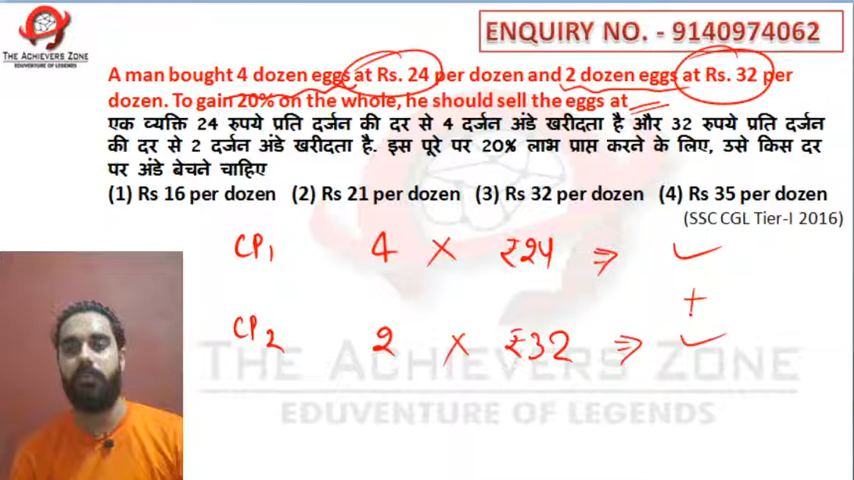 ENQUIRY NO. - 9140974062
THE ACHIEVERS ZONE
EDUVENTURE OF LEGENDS
A man bought 4 dozen eggs at Rs. 24 per dozen and 2 dozen eggs at Rs. 32 per
dozen. To gain 20% on the whole, he should sell the eggs at
एक व्यक्ति 24 रुपये प्रति दर्जन की दर से 4 दर्जन अंडे खरीदता है और 32 रुपये प्रति दर्जन
की दर से 2 दर्जन अंडे खरीदता है. इस पूरे पर 20% लाभ प्राप्त करने के लिए, उसे किस दर
पर अंडे बेचने चाहिए
(1) Rs 16 per dozen (2) Rs 21 per dozen (3) Rs 32 per dozen (4) Rs 35 per dozen
(SSC CGL Tier-I 2016)
CP1 4 × ₹24 ⇒ ✓
+
CP2 2 × ₹32 ⇒ ✓
THE ACHIEVERS ZONE
EDUVENTURE OF LEGENDS